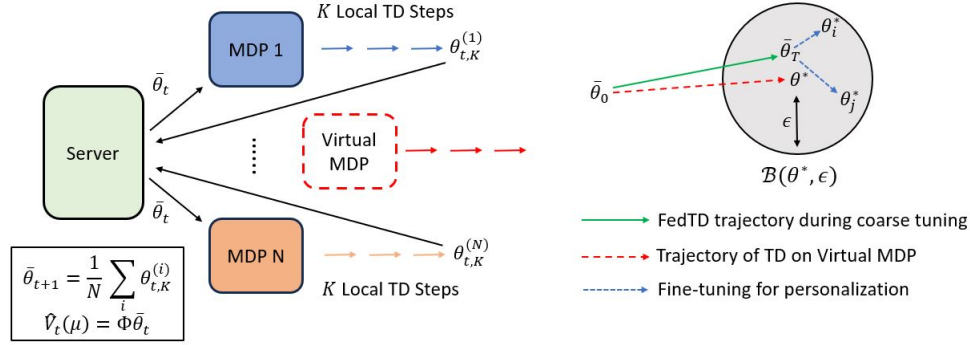 K Local TD Steps
MDP 1
θ_{t,K}^{(1)}
θ̄_t
Server
Virtual
MDP
θ̄_t
MDP N
θ_{t,K}^{(N)}
K Local TD Steps
θ̄_{t+1} = \frac{1}{N} \sum_i θ_{t,K}^{(i)}
V̂_t(μ) = Φθ̄_t
θ_i^*
θ̄_T
θ̄_0
θ^*
θ_j^*
ϵ
ℬ(θ^*, ϵ)
FedTD trajectory during coarse tuning
Trajectory of TD on Virtual MDP
Fine-tuning for personalization